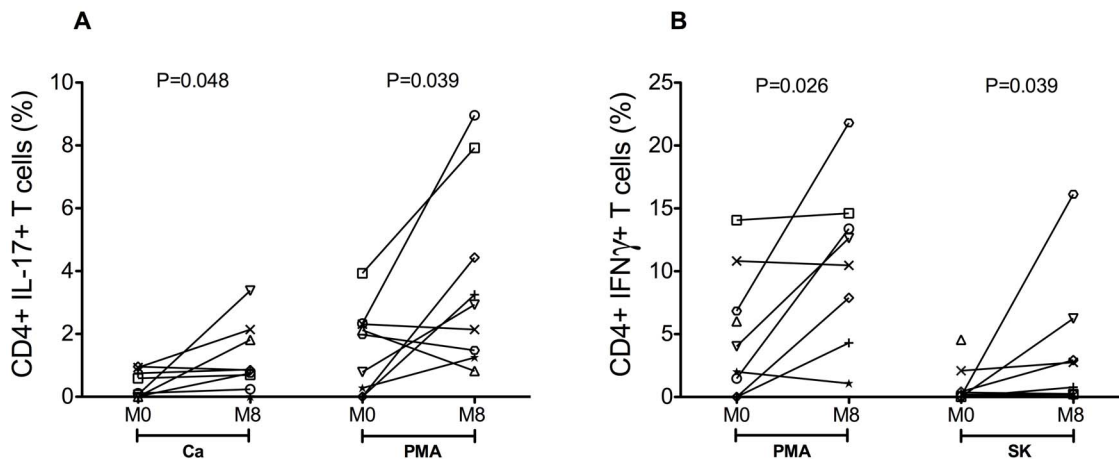 A
P=0.048
P=0.039
CD4+ IL-17+ T cells (%)
10
8
6
4
2
0
M0
M8
M0
M8
Ca
PMA
B
P=0.026
P=0.039
CD4+ IFNγ+ T cells (%)
25
20
15
10
5
0
M0
M8
M0
M8
PMA
SK